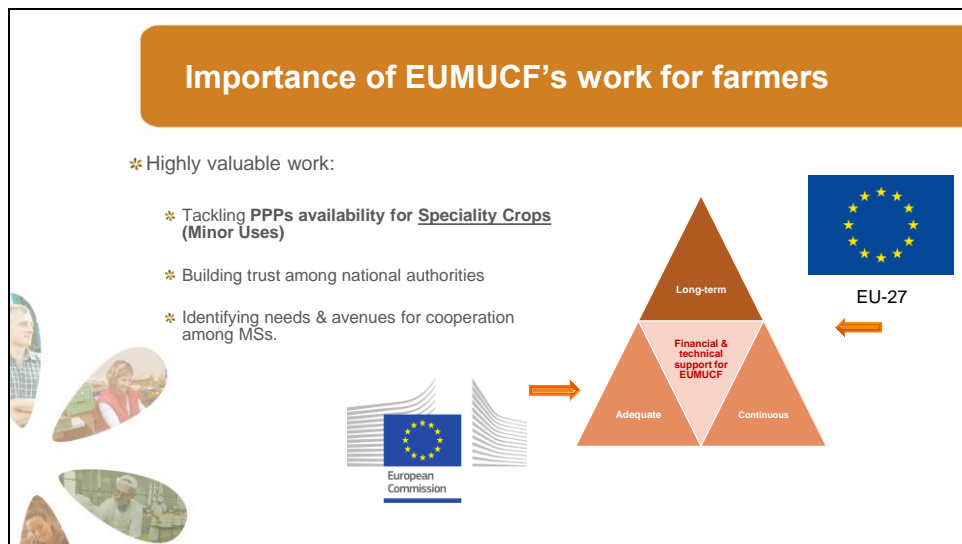 Importance of EUMUCF's work for farmers
Highly valuable work:
Tackling PPPs availability for Speciality Crops
(Minor Uses)
Building trust among national authorities
Identifying needs & avenues for cooperation
among MSs.
Long-term
Financial &
technical
support for
EUMUCF
Adequate
Continuous
EU-27
European
Commission